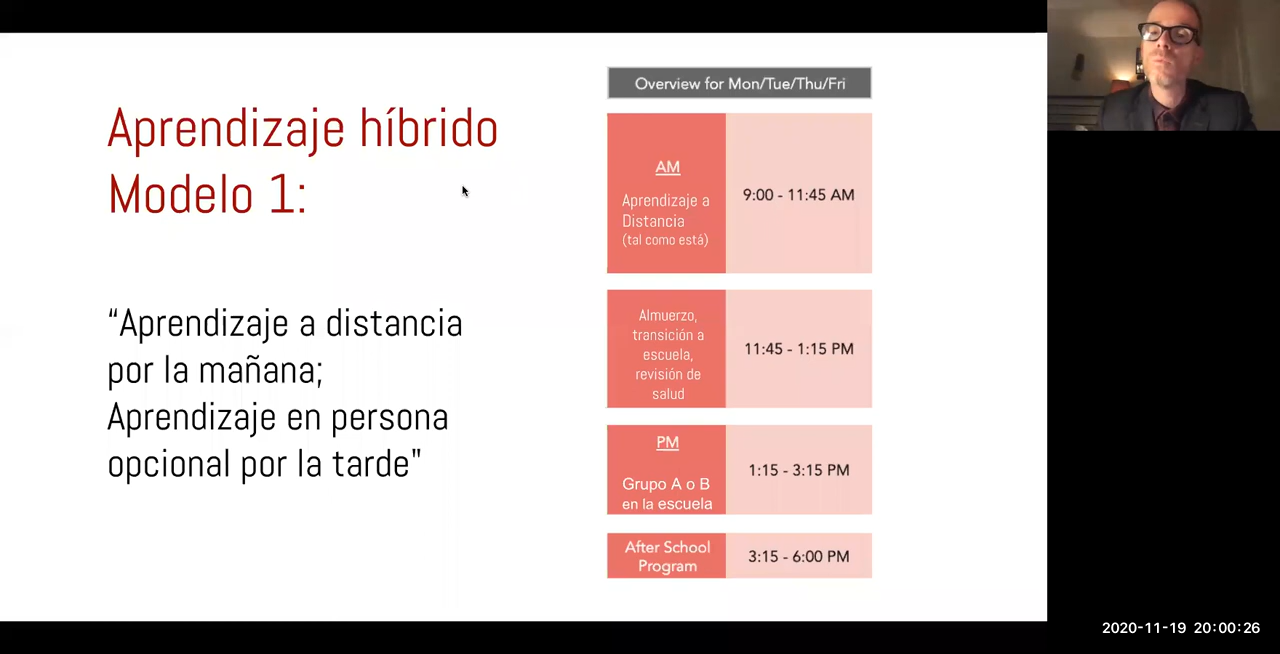 Aprendizaje híbrido
Modelo 1:
“Aprendizaje a distancia
por la mañana;
Aprendizaje en persona
opcional por la tarde”
Overview for Mon/Tue/Thu/Fri
AM
Aprendizaje a
Distancia
(tal como está)
9:00 - 11:45 AM
Almuerzo,
transición a
escuela,
revisión de
salud
11:45 - 1:15 PM
PM
Grupo A o B
en la escuela
1:15 - 3:15 PM
After School
Program
3:15 - 6:00 PM
2020-11-19 20:00:26